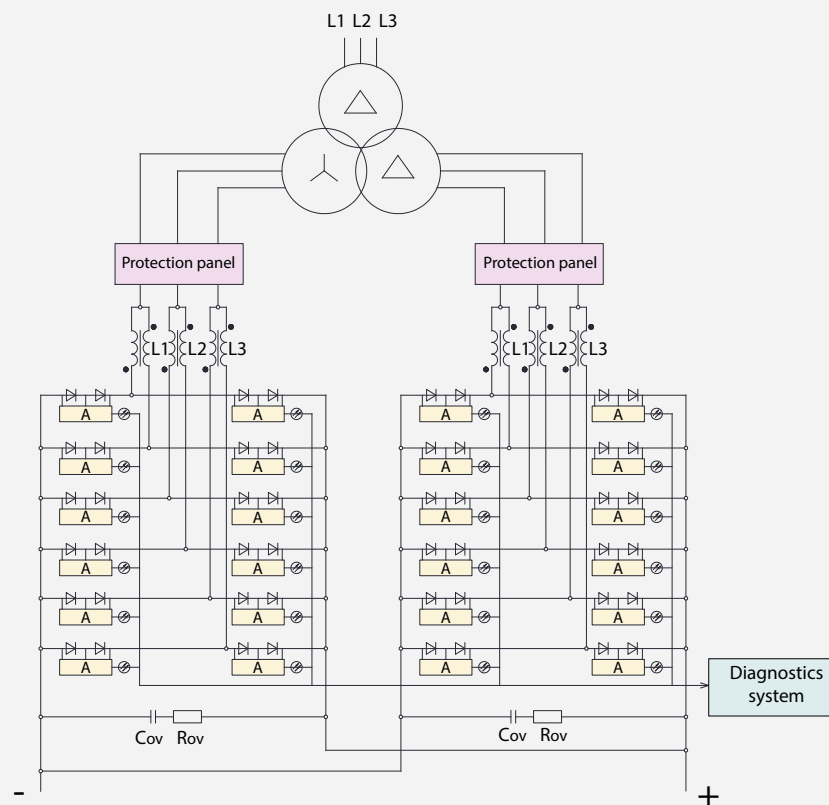 L1 L2 L3
Protection panel
Protection panel
L1 L2 L3
L1 L2 L3
A A A A
A A A A
A A A A
A A A A
A A A A
A A A A
Diagnostics
system
Cov Rov
Cov Rov
- +